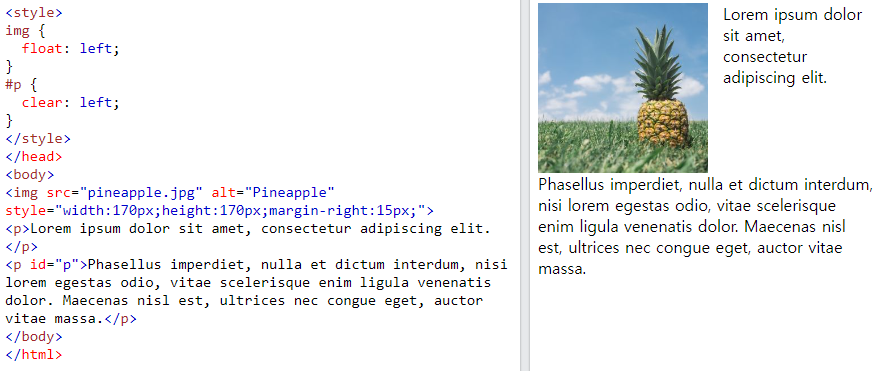 <style>
img {
  float: left;
}
#p {
  clear: left;
}
</style>
</head>
<body>
<img src="pineapple.jpg" alt="Pineapple"
style="width:170px;height:170px;margin-right:15px;">
<p>Lorem ipsum dolor sit amet, consectetur adipiscing elit.
</p>
<p id="p">Phasellus imperdiet, nulla et dictum interdum, nisi
lorem egestas odio, vitae scelerisque enim ligula venenatis
dolor. Maecenas nisl est, ultrices nec congue eget, auctor
vitae massa.</p>
</body>
</html>
Lorem ipsum dolor
sit amet,
consectetur
adipiscing elit.
Phasellus imperdiet, nulla et dictum interdum,
nisi lorem egestas odio, vitae scelerisque
enim ligula venenatis dolor. Maecenas nisl
est, ultrices nec congue eget, auctor vitae
massa.